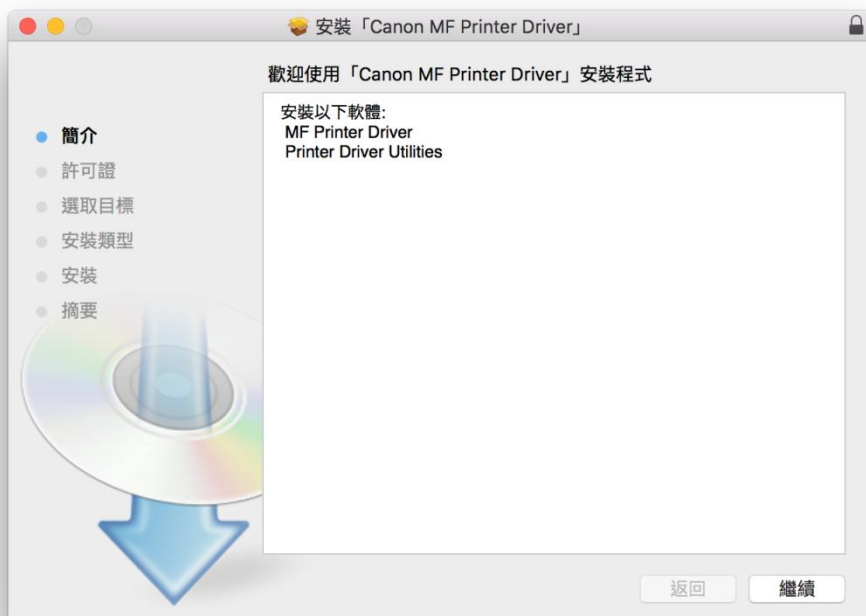 安裝「Canon MF Printer Driver」
歡迎使用「Canon MF Printer Driver」安裝程式
簡介
許可證
選取目標
安裝類型
安裝
摘要
安裝以下軟體:
MF Printer Driver
Printer Driver Utilities
返回
繼續